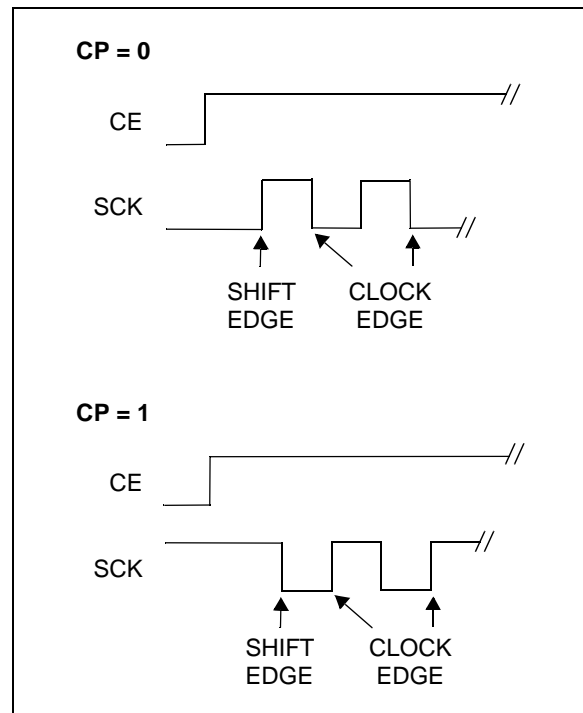 CP = 0
CE
SCK
SHIFT EDGE
CLOCK EDGE
CP = 1
CE
SCK
SHIFT EDGE
CLOCK EDGE